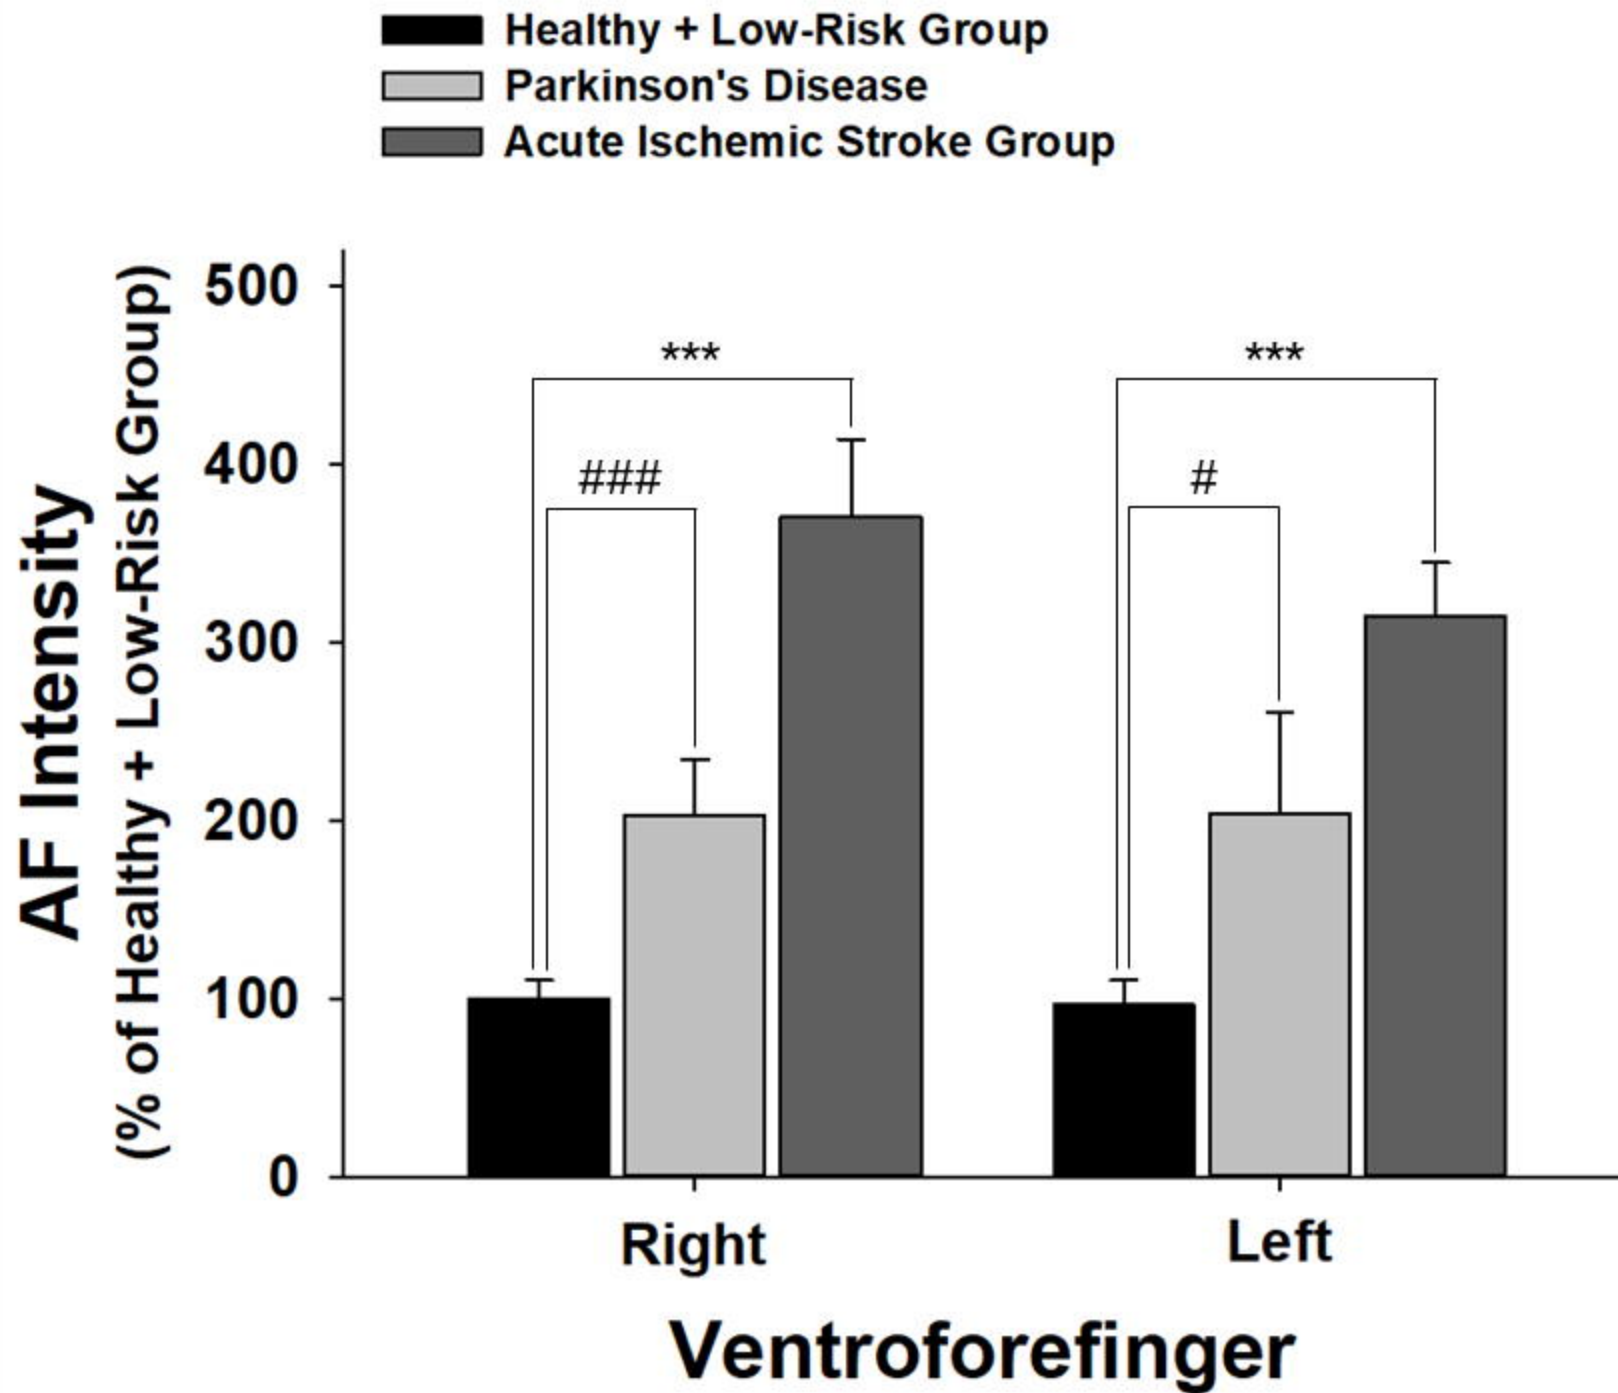 Healthy + Low-Risk Group
Parkinson's Disease
Acute Ischemic Stroke Group
AF Intensity
(% of Healthy + Low-Risk Group)
500
400
300
200
100
0
***
###
***
#
Right
Left
Ventroforefinger